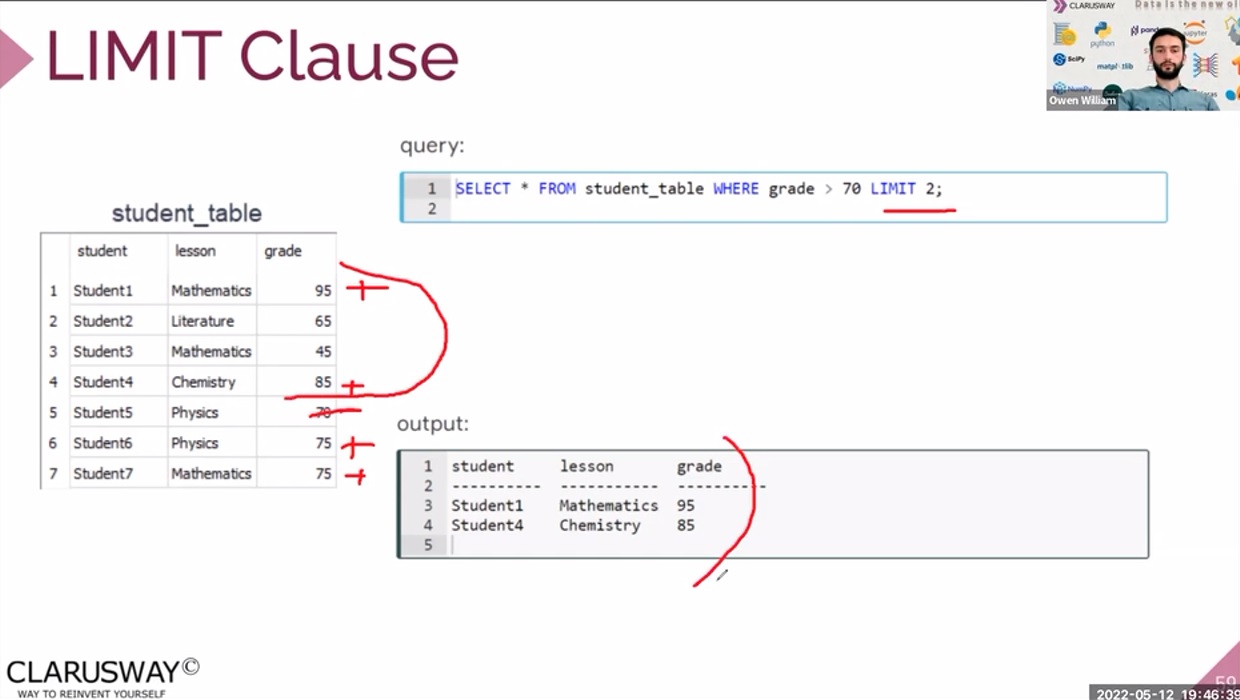 LIMIT Clause
CLARUSWAY
Data is the new oil
python
jupyter
SciPy
matplotlib
NumPy
Owen William
query:
1 SELECT * FROM student_table WHERE grade > 70 LIMIT 2;
2
student_table
student lesson grade
1 Student1 Mathematics 95
2 Student2 Literature 65
3 Student3 Mathematics 45
4 Student4 Chemistry 85
5 Student5 Physics 70
6 Student6 Physics 75
7 Student7 Mathematics 75
output:
1 student lesson grade
2 ---------- ----------- ----------
3 Student1 Mathematics 95
4 Student4 Chemistry 85
5
CLARUSWAY©
WAY TO REINVENT YOURSELF
59
2022-05-12 19:46:39